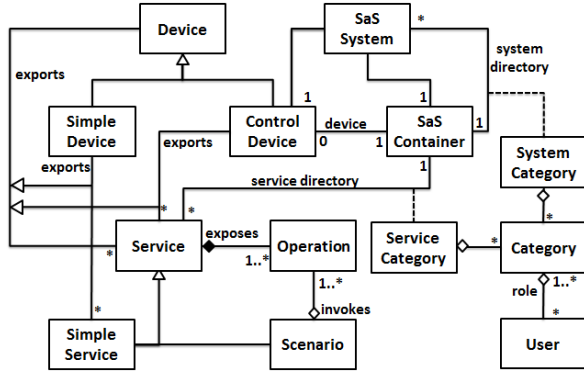 Device
SaS
System
*
system
directory
exports
Simple
Device
Control
Device
1
device
0
1
SaS
Container
1
1
1
System
Category
exports
exports
service directory
*
*
*
Service
*
exposes
1..*
Operation
Service
Category
*
Category
*
1..*
invokes
role
1..*
*
*
Simple
Service
Scenario
User